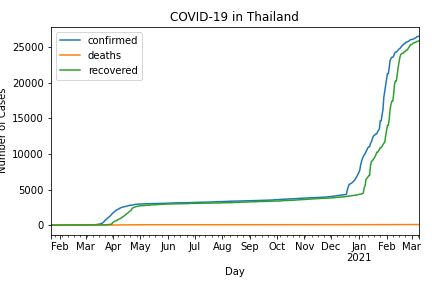 COVID-19 in Thailand
confirmed
deaths
recovered
Number of Cases
25000
20000
15000
10000
5000
0
Feb Mar Apr May Jun Jul Aug Sep Oct Nov Dec Jan Feb Mar
2021
Day